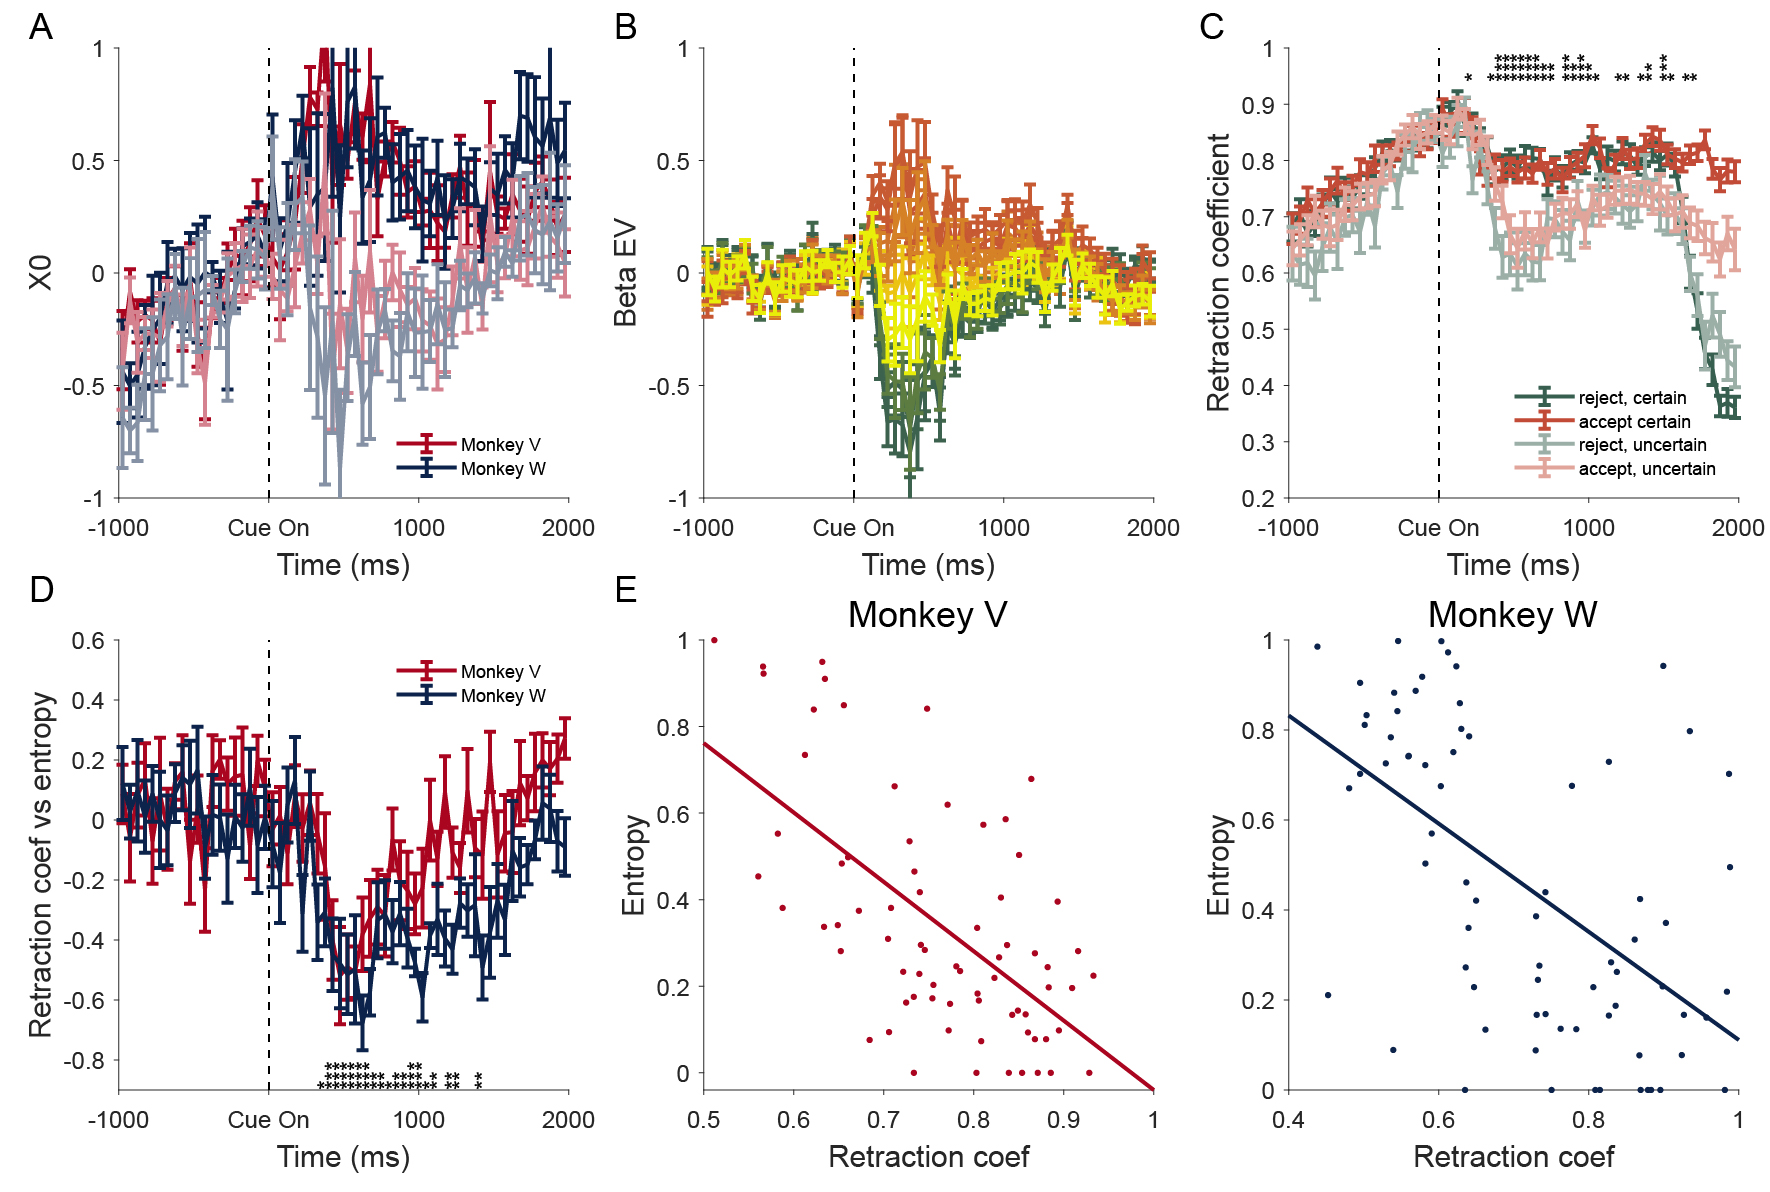 A
1
0.5
0
-0.5
-1
X0
Monkey V
Monkey W
-1000
Cue On
1000
2000
Time (ms)
B
1
0.5
0
-0.5
-1
Beta EV
-1000
Cue On
1000
2000
Time (ms)
C
1
0.9
0.8
0.7
0.6
0.5
0.4
0.3
0.2
Retraction coefficient
reject, certain
accept certain
reject, uncertain
accept, uncertain
-1000
Cue On
1000
2000
Time (ms)
D
0.6
0.4
0.2
0
-0.2
-0.4
-0.6
-0.8
Retraction coef vs entropy
Monkey V
Monkey W
-1000
Cue On
1000
2000
Time (ms)
E
Monkey V
1
0.8
0.6
0.4
0.2
0
Entropy
0.5
0.6
0.7
0.8
0.9
1
Retraction coef
Monkey W
1
0.8
0.6
0.4
0.2
0
Entropy
0.4
0.6
0.8
1
Retraction coef